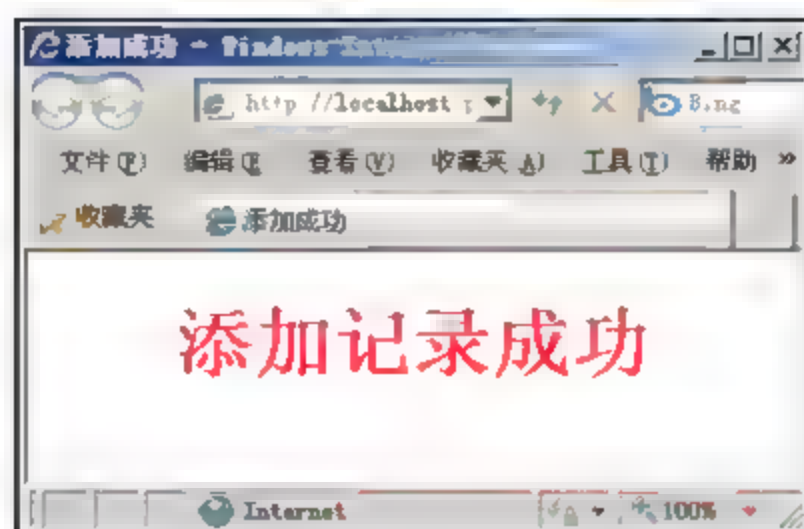 添加成功 - Windows
http://localhost
Bing
文件(F) 编辑(E 查看(V) 收藏夹(A) 工具(T) 帮助 »
收藏夹 添加成功
添加记录成功
Internet 100%